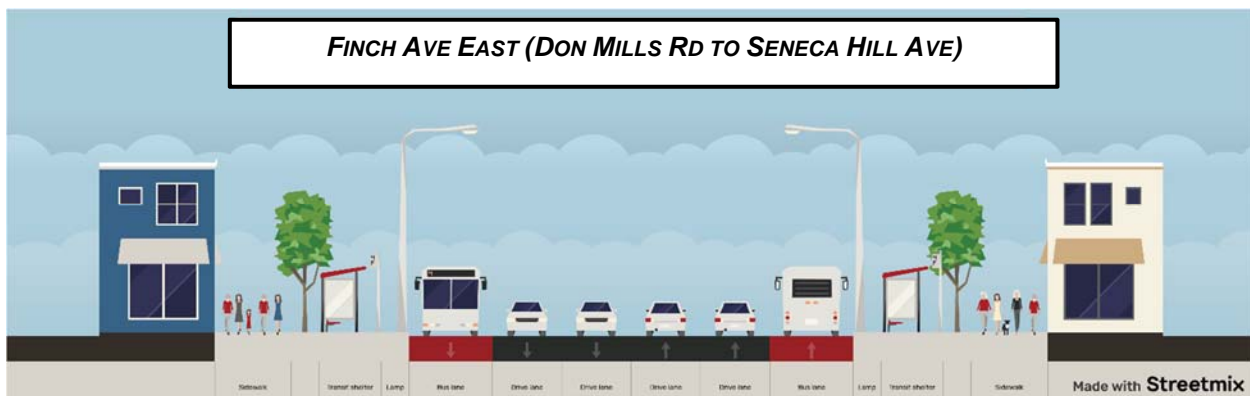 FINCH AVE EAST (DON MILLS RD TO SENECA HILL AVE)
Sidewalk Transit shelter Lamp Bus lane Drive lane Drive lane Drive lane Drive lane Bus lane Lamp Transit shelter Sidewalk
Made with Streetmix